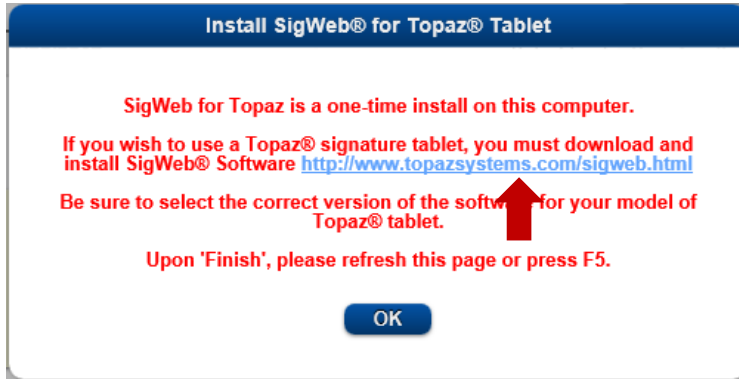 Install SigWeb® for Topaz® Tablet
SigWeb for Topaz is a one-time install on this computer.
If you wish to use a Topaz® signature tablet, you must download and
install SigWeb® Software http://www.topazsystems.com/sigweb.html
Be sure to select the correct version of the software for your model of
Topaz® tablet.
Upon 'Finish', please refresh this page or press F5.
OK